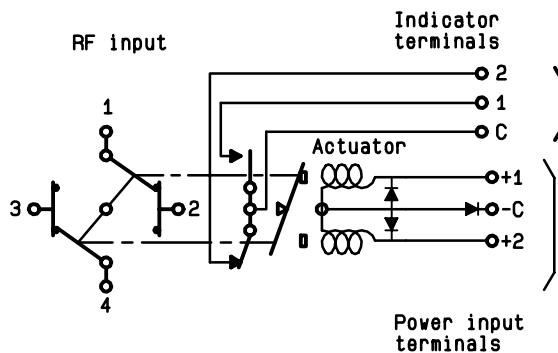 Indicator
terminals
RF input
2
1
C
1
Actuator
+1
3
2
-C
+2
4
Power input
terminals